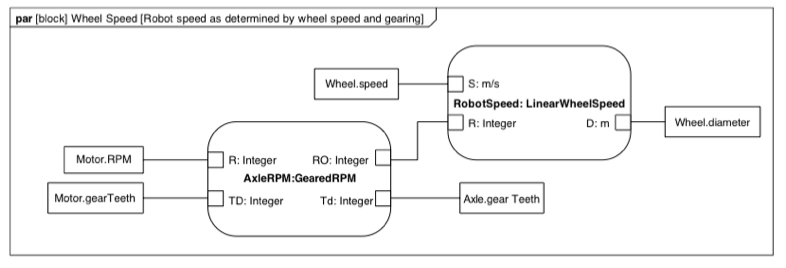 par [block] Wheel Speed [Robot speed as determined by wheel speed and gearing]
Wheel.speed
S: m/s
RobotSpeed: LinearWheelSpeed
R: Integer
D: m
Wheel.diameter
Motor.RPM
R: Integer
RO: Integer
AxleRPM:GearedRPM
Motor.gearTeeth
TD: Integer
Td: Integer
Axle.gear Teeth